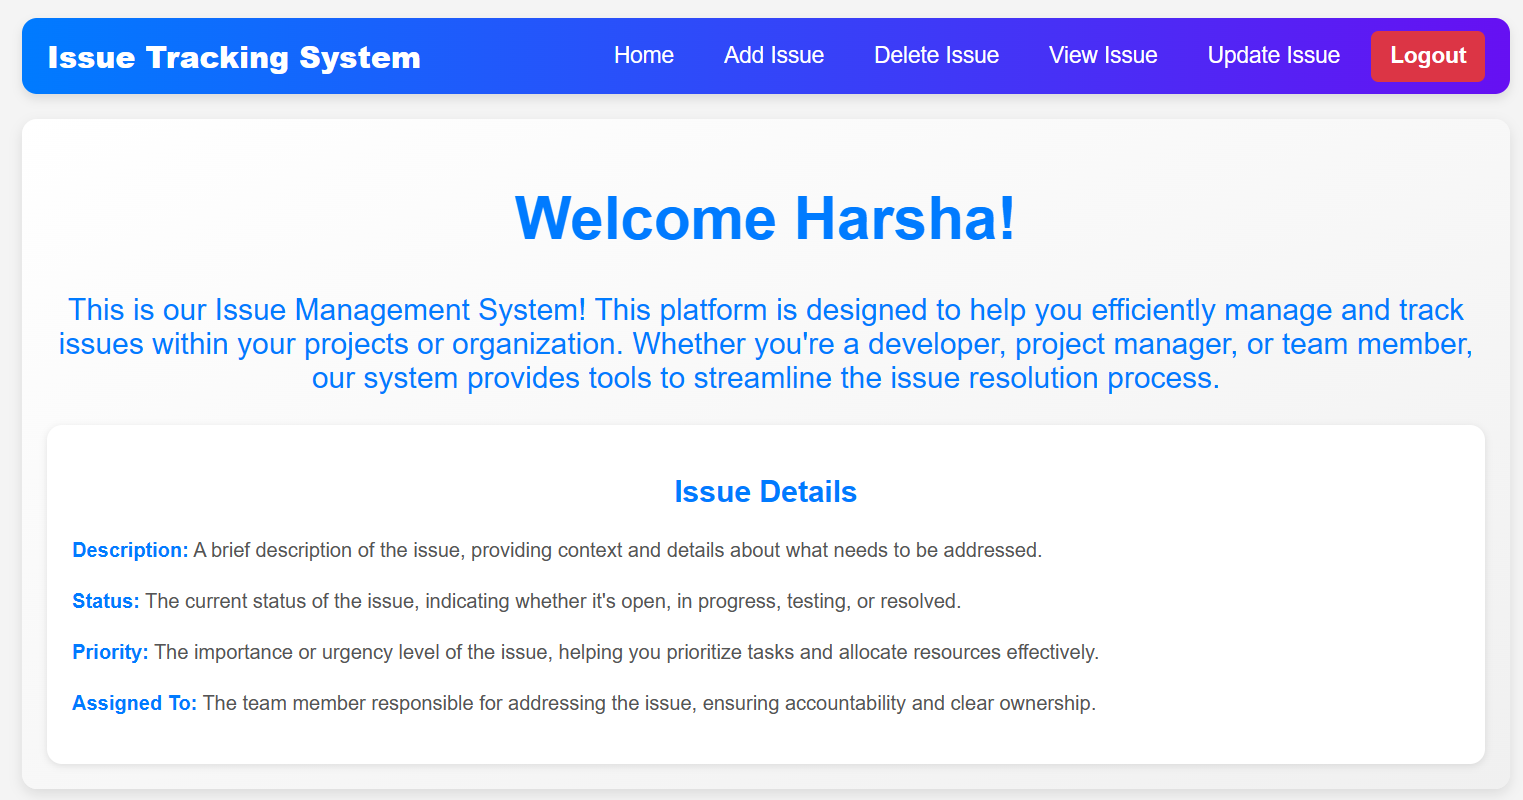 Issue Tracking System
Home
Add Issue
Delete Issue
View Issue
Update Issue
Logout
Welcome Harsha!
This is our Issue Management System! This platform is designed to help you efficiently manage and track
issues within your projects or organization. Whether you're a developer, project manager, or team member,
our system provides tools to streamline the issue resolution process.
Issue Details
Description: A brief description of the issue, providing context and details about what needs to be addressed.
Status: The current status of the issue, indicating whether it's open, in progress, testing, or resolved.
Priority: The importance or urgency level of the issue, helping you prioritize tasks and allocate resources effectively.
Assigned To: The team member responsible for addressing the issue, ensuring accountability and clear ownership.